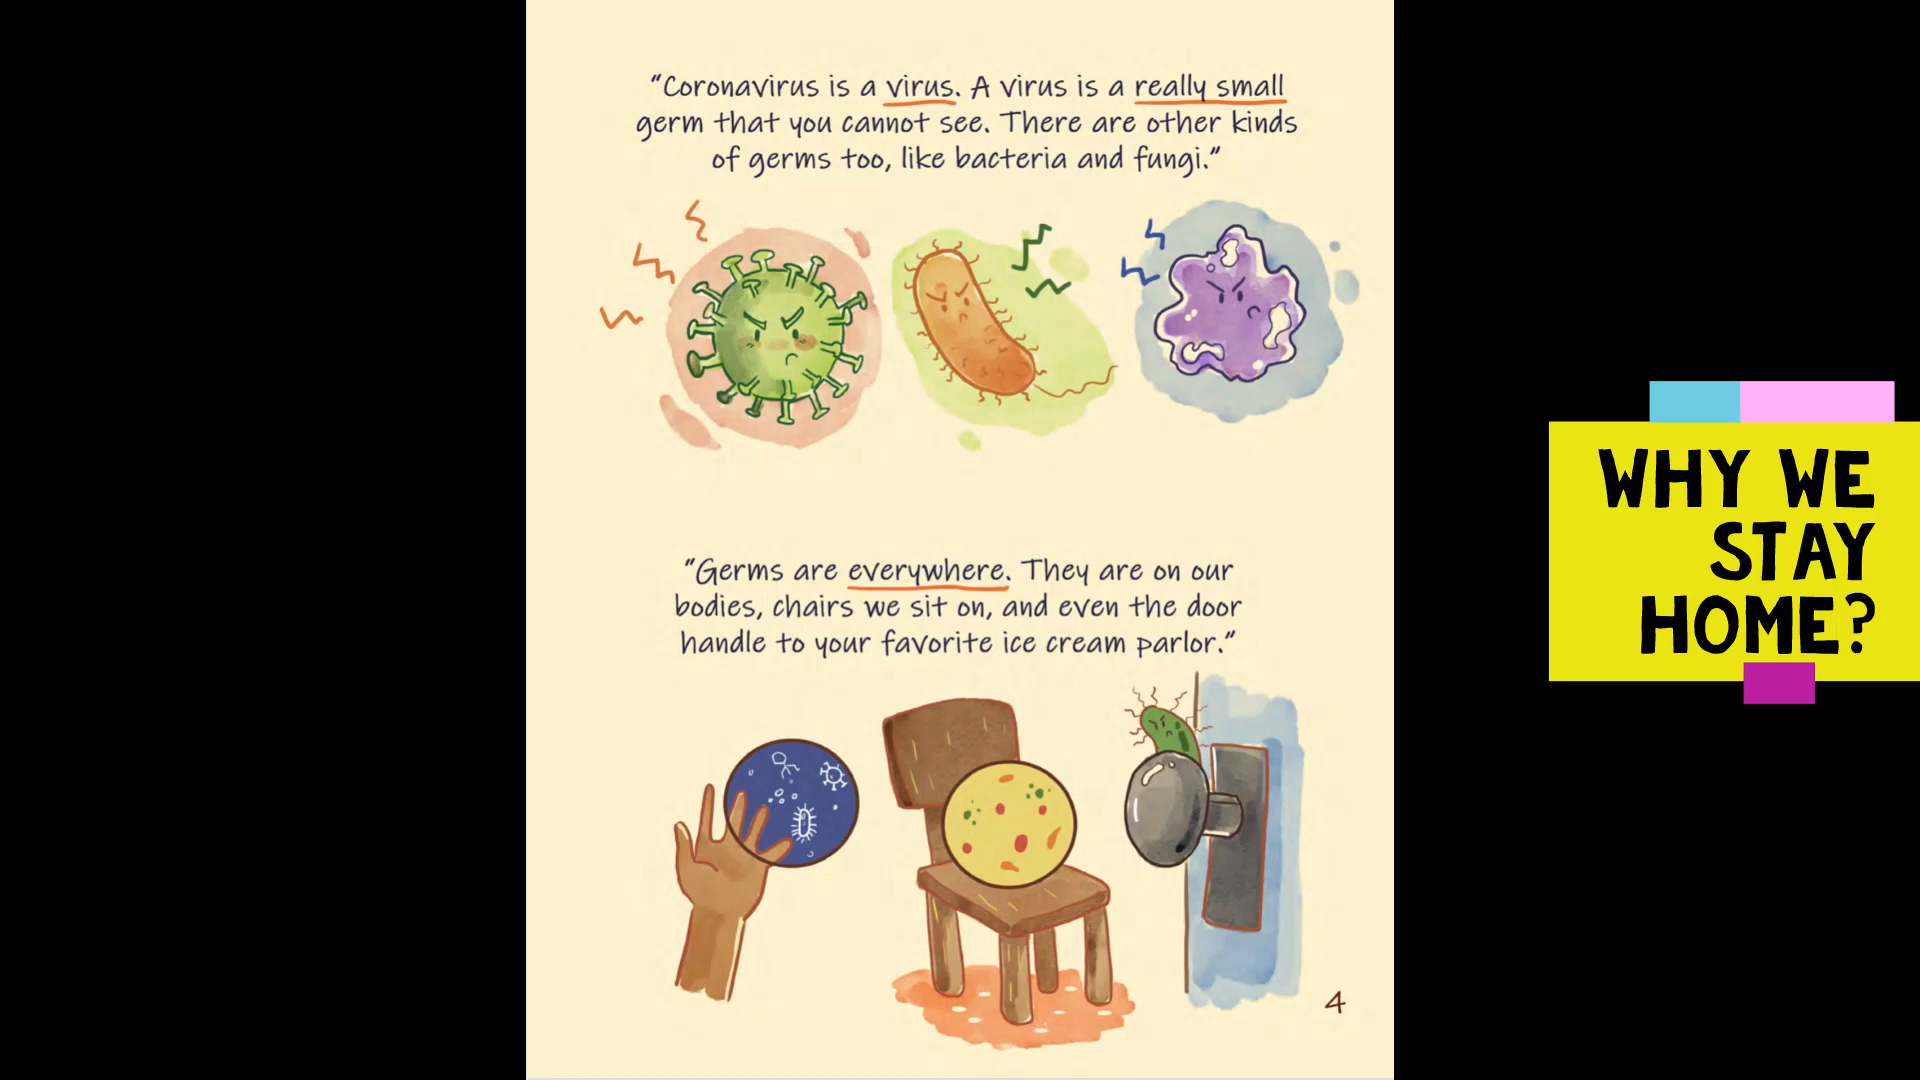 “Coronavirus is a virus. A virus is a really small
germ that you cannot see. There are other kinds
of germs too, like bacteria and fungi.”
“Germs are everywhere. They are on our
bodies, chairs we sit on, and even the door
handle to your favorite ice cream parlor.”
4
WHY WE
STAY
HOME?